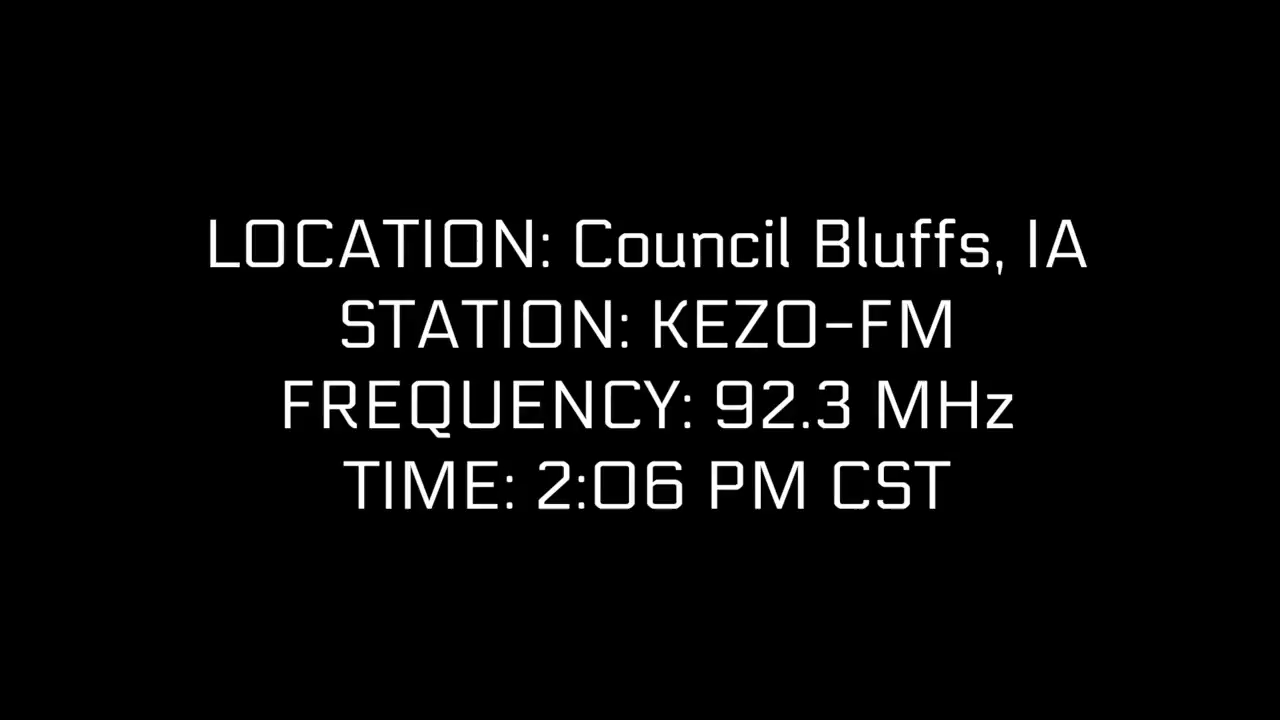 LOCATION: Council Bluffs, IA
STATION: KEZO-FM
FREQUENCY: 92.3 MHz
TIME: 2:06 PM CST